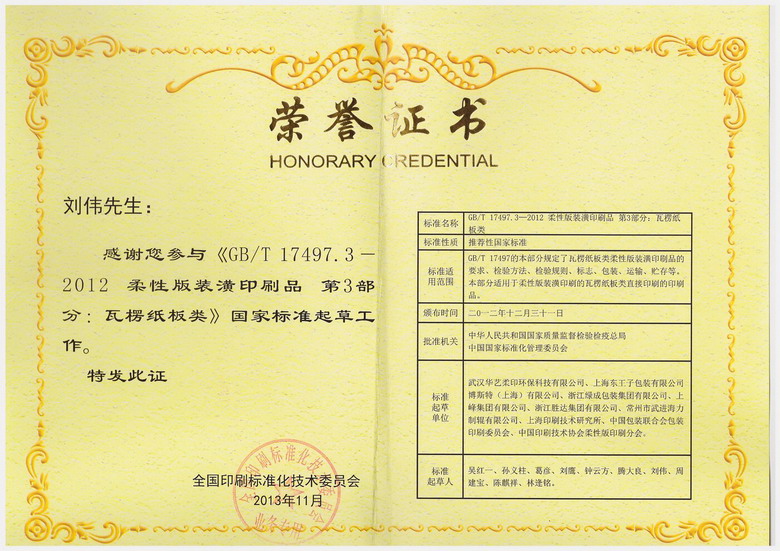 荣誉证书
HONORARY CREDENTIAL
刘伟先生：
感谢您参与《GB/T 17497.3－
2012 柔性版装潢印刷品 第3部
分：瓦楞纸板类》国家标准起草工
作。
特发此证
全国印刷标准化技术委员会
2013年11月
全国印刷标准化技术委员会
业务专用
标准名称
GB/T 17497.3—2012 柔性版装潢印刷品 第3部分：瓦楞纸
板类
标准性质
推荐性国家标准
标准适
用范围
GB/T 17497的本部分规定了瓦楞纸板类柔性版装潢印刷品的
要求、检验方法、检验规则、标志、包装、运输、贮存等，
本部分适用于柔性版装潢印刷的瓦楞纸板类直接印刷的印刷
品。
颁布时间
二〇一二年十二月三十一日
批准机关
中华人民共和国国家质量监督检验检疫总局
中国国家标准化管理委员会
标准
起草
单位
武汉华艺柔印环保科技有限公司、上海东王子包装有限公司
博斯特（上海）有限公司、浙江绿成包装集团有限公司、上
峰集团有限公司、浙江胜达集团有限公司、常州市武进海力
制辊有限公司、上海印刷技术研究所、中国包装联合会包装
印刷委员会、中国印刷技术协会柔性版印刷分会。
标准
起草人
吴红一、孙义柱、葛彦、刘鹰、钟云方、腾大良、刘伟、周
建宝、陈麒祥、林逢铭。